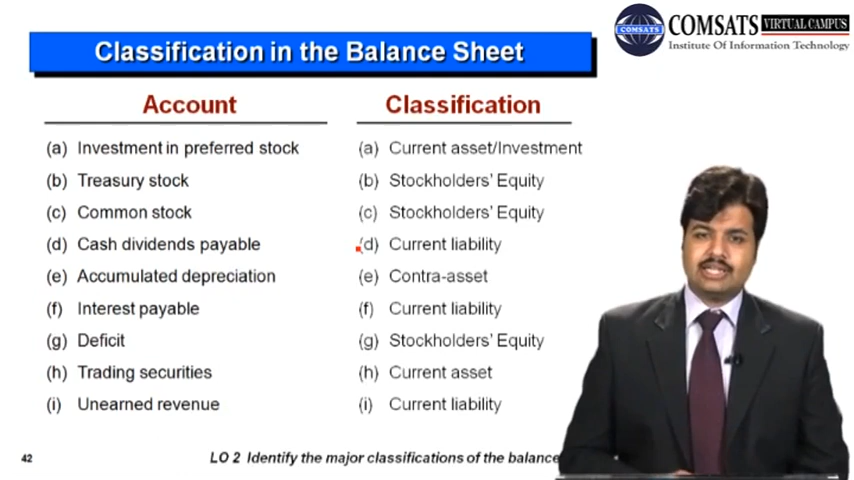 Classification in the Balance Sheet
COMSATS
COMSATS VIRTUAL CAMPUS
Institute Of Information Technology
Account Classification
(a) Investment in preferred stock (a) Current asset/Investment
(b) Treasury stock (b) Stockholders' Equity
(c) Common stock (c) Stockholders' Equity
(d) Cash dividends payable (d) Current liability
(e) Accumulated depreciation (e) Contra-asset
(f) Interest payable (f) Current liability
(g) Deficit (g) Stockholders' Equity
(h) Trading securities (h) Current asset
(i) Unearned revenue (i) Current liability
42 LO 2 Identify the major classifications of the balance